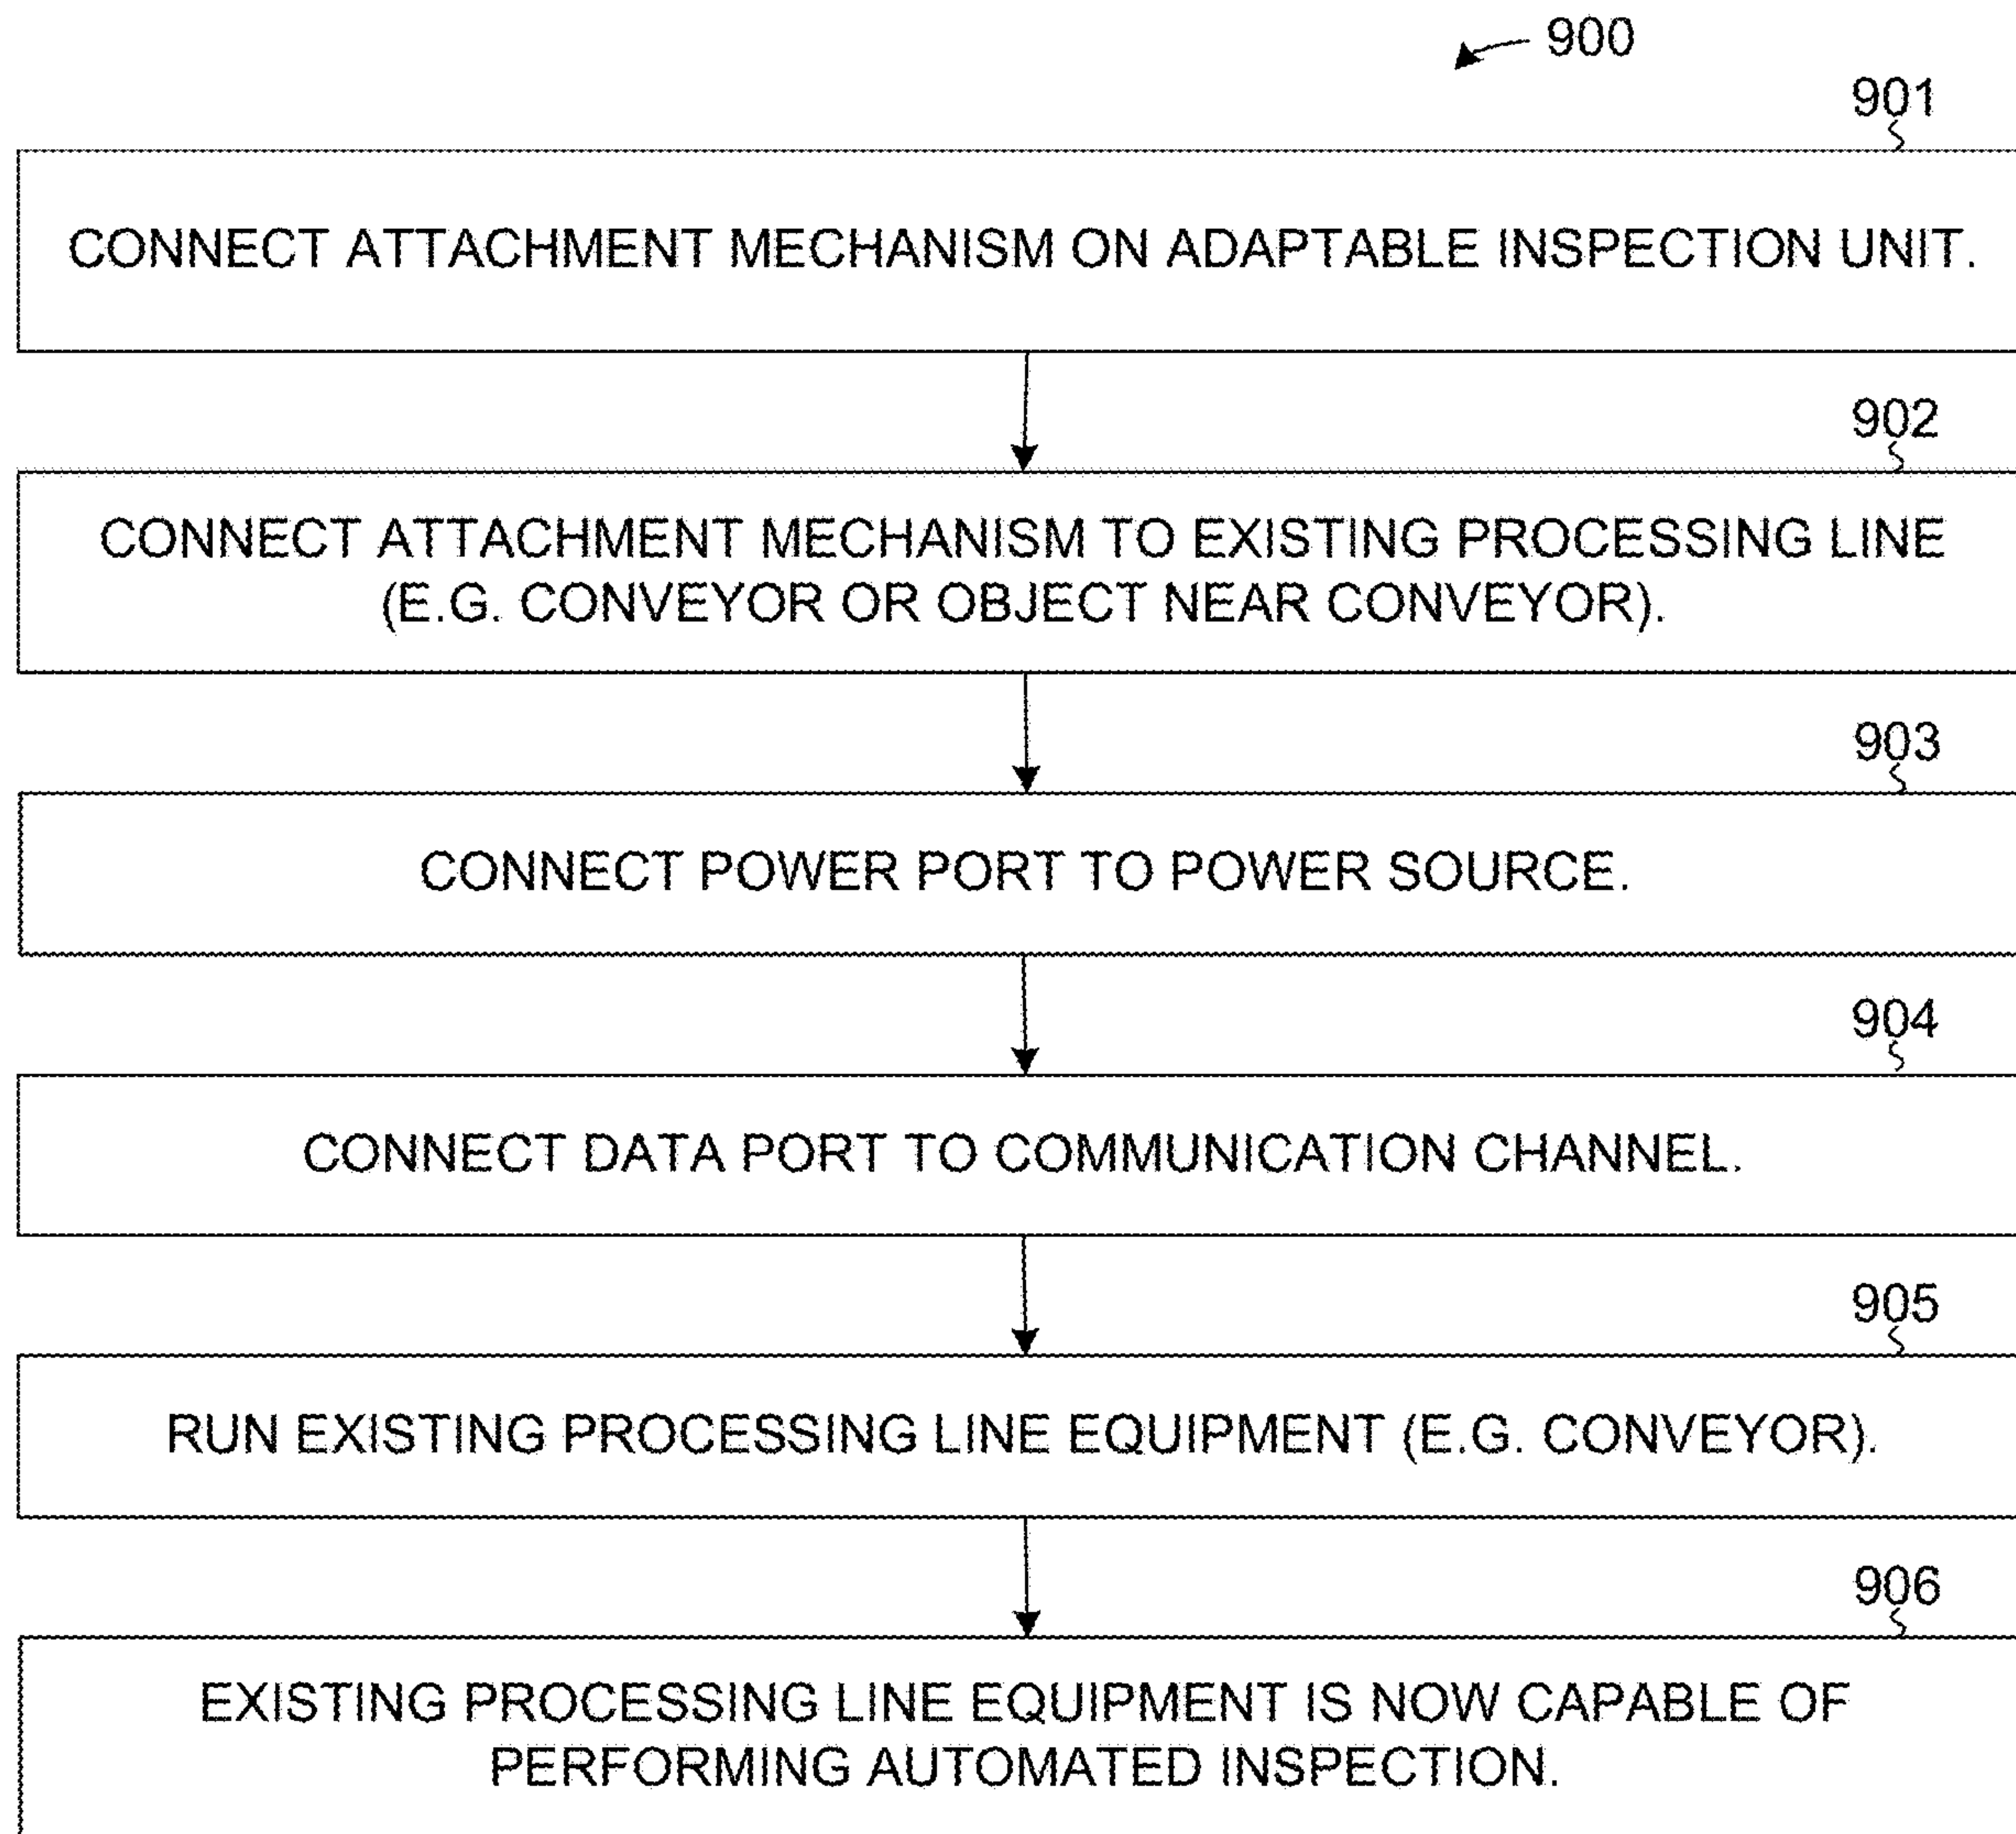 900
901
CONNECT ATTACHMENT MECHANISM ON ADAPTABLE INSPECTION UNIT.
902
CONNECT ATTACHMENT MECHANISM TO EXISTING PROCESSING LINE
(E.G. CONVEYOR OR OBJECT NEAR CONVEYOR).
903
CONNECT POWER PORT TO POWER SOURCE.
904
CONNECT DATA PORT TO COMMUNICATION CHANNEL.
905
RUN EXISTING PROCESSING LINE EQUIPMENT (E.G. CONVEYOR).
906
EXISTING PROCESSING LINE EQUIPMENT IS NOW CAPABLE OF
PERFORMING AUTOMATED INSPECTION.